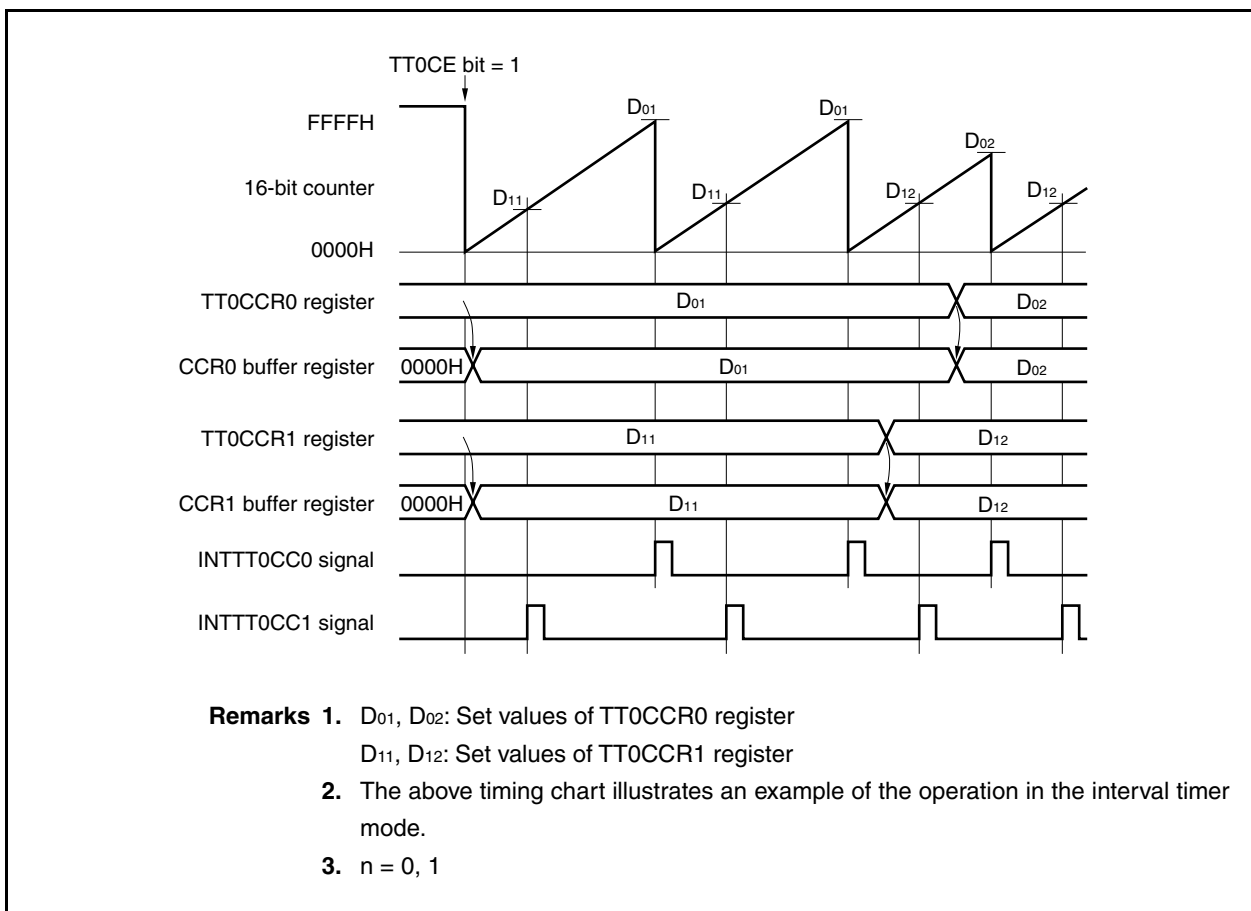 TT0CE bit = 1
FFFFH
D01
D01
D02
16-bit counter
D11
D11
D12
D12
0000H
TT0CCR0 register
D01
D02
CCR0 buffer register
0000H
D01
D02
TT0CCR1 register
D11
D12
CCR1 buffer register
0000H
D11
D12
INTTT0CC0 signal
INTTT0CC1 signal
Remarks 1. D01, D02: Set values of TT0CCR0 register
D11, D12: Set values of TT0CCR1 register
2. The above timing chart illustrates an example of the operation in the interval timer
mode.
3. n = 0, 1